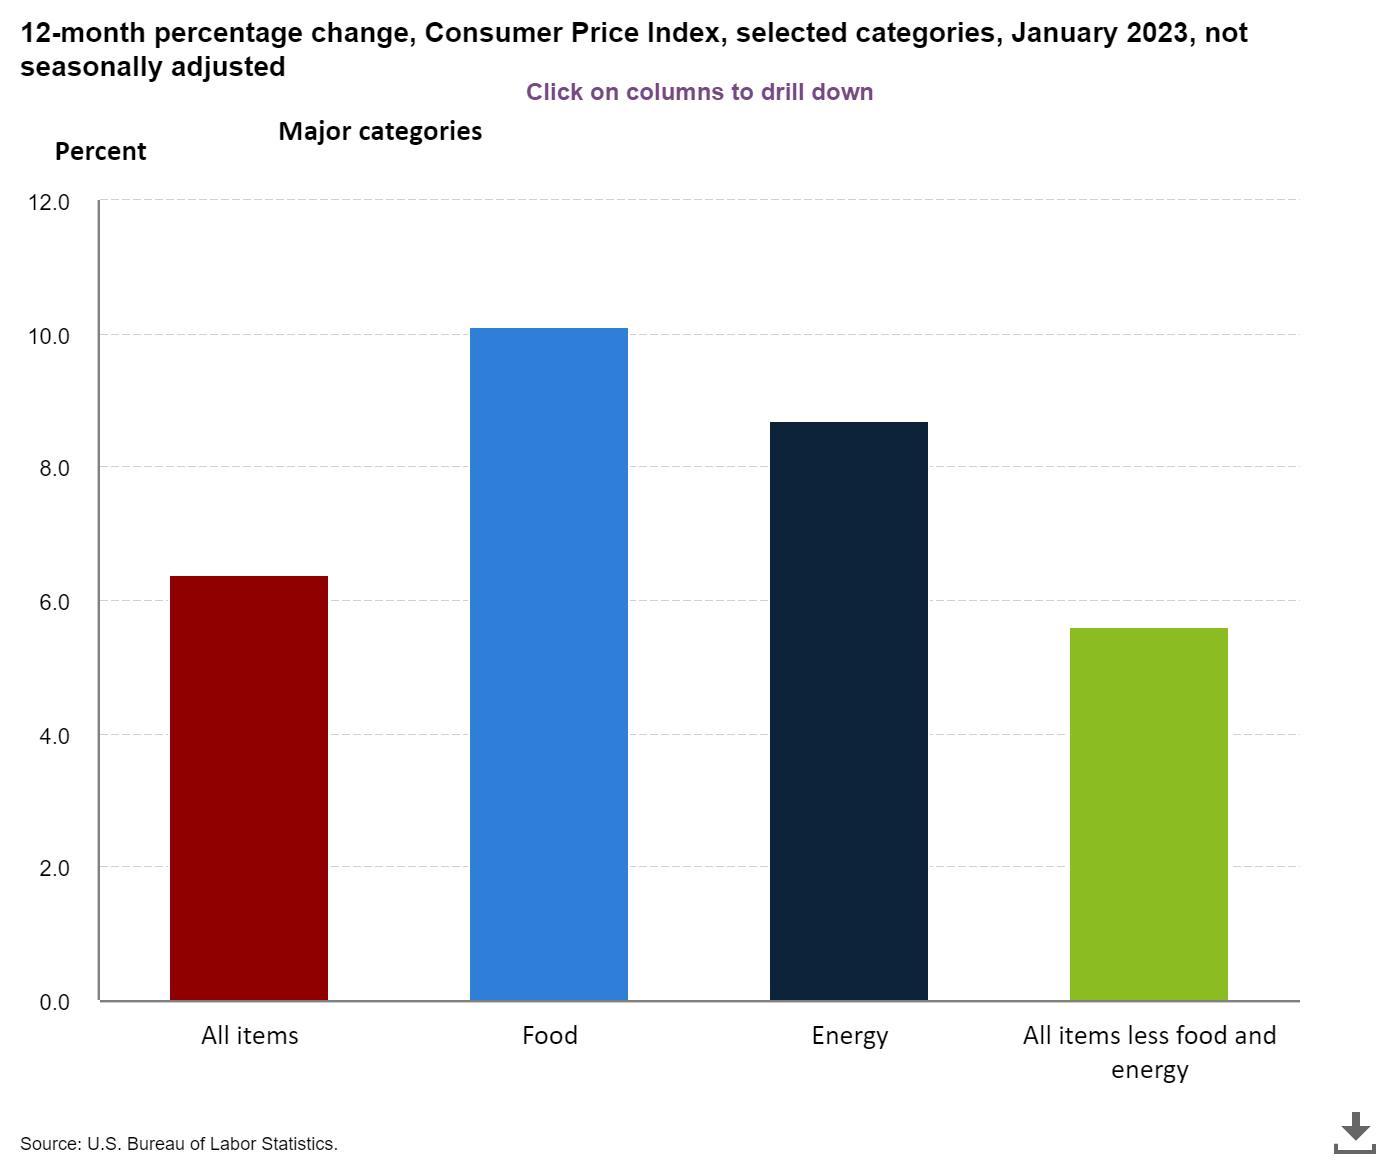 12-month percentage change, Consumer Price Index, selected categories, January 2023, not
seasonally adjusted
Click on columns to drill down
Major categories
Percent
12.0
10.0
8.0
6.0
4.0
2.0
0.0
All items
Food
Energy
All items less food and
energy
Source: U.S. Bureau of Labor Statistics.